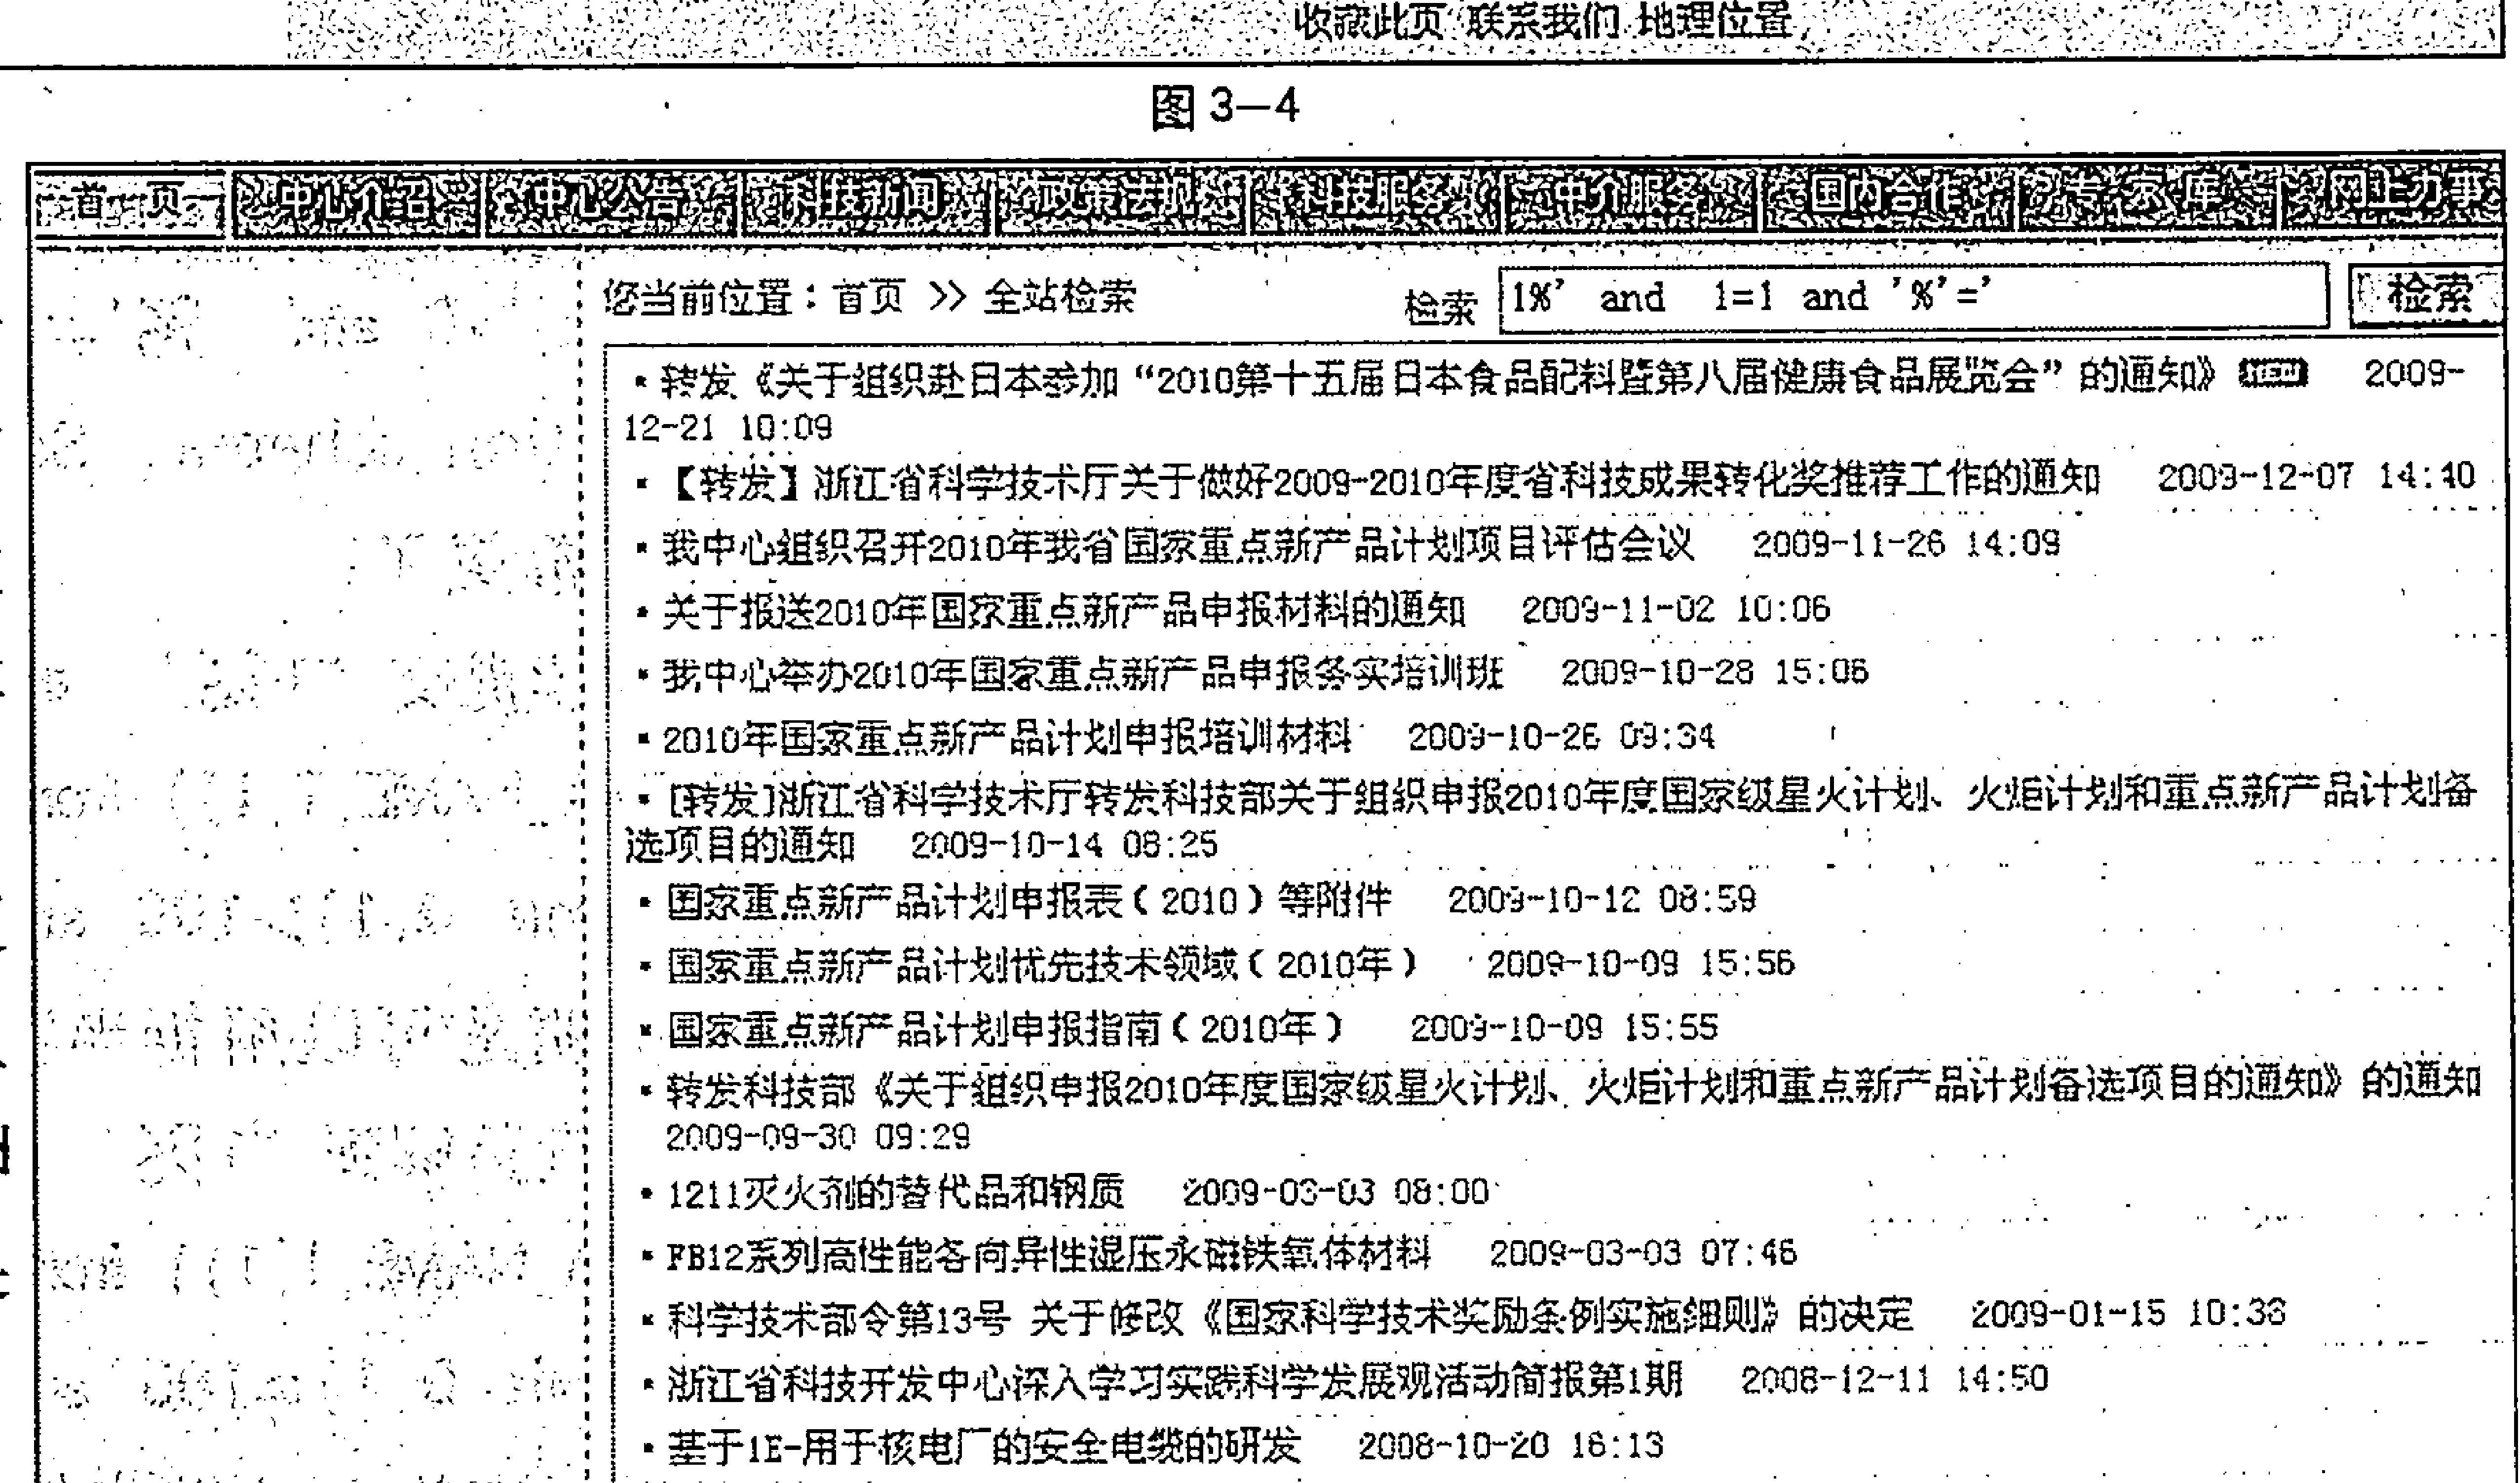 收藏此页 联系我们 地理位置
图 3—4
首 页 中心介绍 中心公告 科技新闻 政策法规 科技服务 中介服务 国内合作 专家库 网上办事
您当前位置：首页 >> 全站检索 检索 1%' and 1=1 and '%'=' 检索
▪ 转发《关于组织赴日本参加“2010第十五届日本食品配料暨第八届健康食品展览会”的通知》 NEW 2009-
12-21 10:09
▪ 【转发】浙江省科学技术厅关于做好2009-2010年度省科技成果转化奖推荐工作的通知 2009-12-07 14:40
▪ 我中心组织召开2010年我省国家重点新产品计划项目评估会议 2009-11-26 14:09
▪ 关于报送2010年国家重点新产品申报材料的通知 2009-11-02 10:06
▪ 我中心举办2010年国家重点新产品申报务实培训班 2009-10-28 15:06
▪ 2010年国家重点新产品计划申报培训材料 2009-10-26 09:34
▪ [转发]浙江省科学技术厅转发科技部关于组织申报2010年度国家级星火计划、火炬计划和重点新产品计划备
选项目的通知 2009-10-14 08:25
▪ 国家重点新产品计划申报表（2010）等附件 2009-10-12 08:59
▪ 国家重点新产品计划优先技术领域（2010年） 2009-10-09 15:56
▪ 国家重点新产品计划申报指南（2010年） 2009-10-09 15:55
▪ 转发科技部《关于组织申报2010年度国家级星火计划、火炬计划和重点新产品计划备选项目的通知》的通知
2009-09-30 09:29
▪ 1211灭火剂的替代品和钢质 2009-03-03 08:00
▪ FB12系列高性能各向异性湿压永磁铁氧体材料 2009-03-03 07:46
▪ 科学技术部令第13号 关于修改《国家科学技术奖励条例实施细则》的决定 2009-01-15 10:36
▪ 浙江省科技开发中心深入学习实践科学发展观活动简报第1期 2008-12-11 14:50
▪ 基于1E-用于核电厂的安全电缆的研发 2008-10-20 16:13